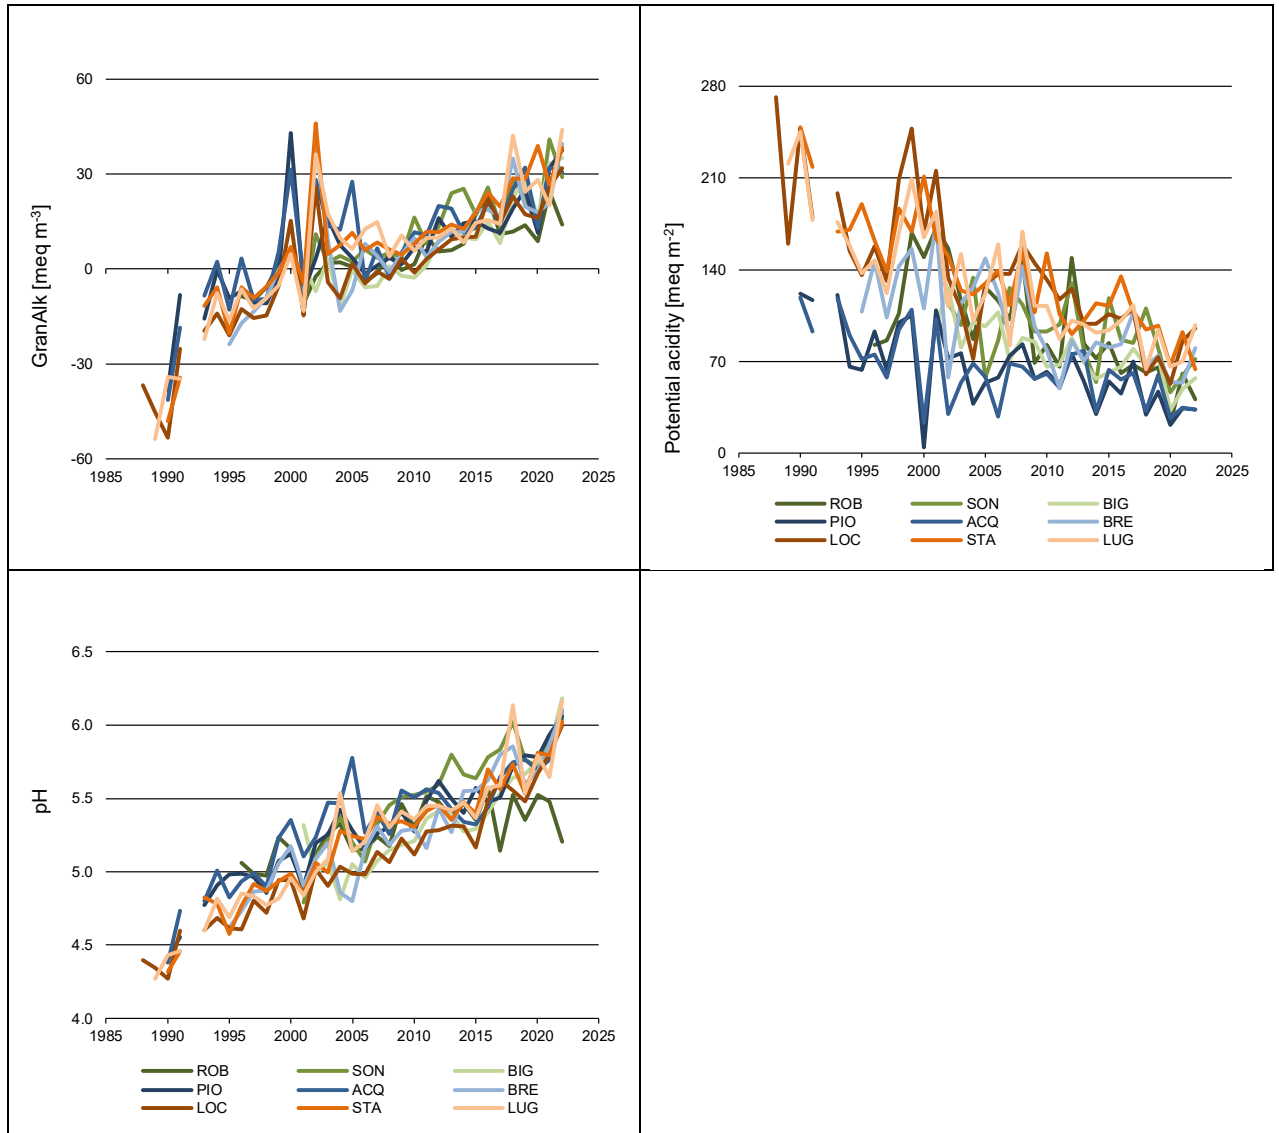 60
30
0
-30
-60
GranAlk [meq m-3]
1985 1990 1995 2000 2005 2010 2015 2020 2025
280
210
140
70
0
Potential acidity [meq m-2]
1985 1990 1995 2000 2005 2010 2015 2020 2025
ROB SON BIG
PIO ACQ BRE
LOC STA LUG
6.5
6.0
5.5
5.0
4.5
4.0
pH
1985 1990 1995 2000 2005 2010 2015 2020 2025
ROB SON BIG
PIO ACQ BRE
LOC STA LUG